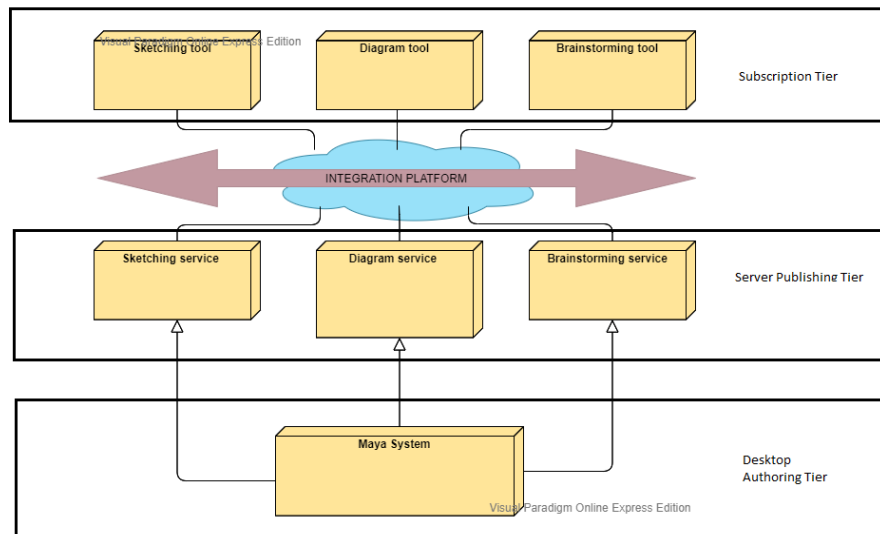 Visual Paradigm Online Express Edition
Sketching tool
Diagram tool
Brainstorming tool
Subscription Tier
INTEGRATION PLATFORM
Sketching service
Diagram service
Brainstorming service
Server Publishing Tier
Maya System
Desktop
Authoring Tier
Visual Paradigm Online Express Edition